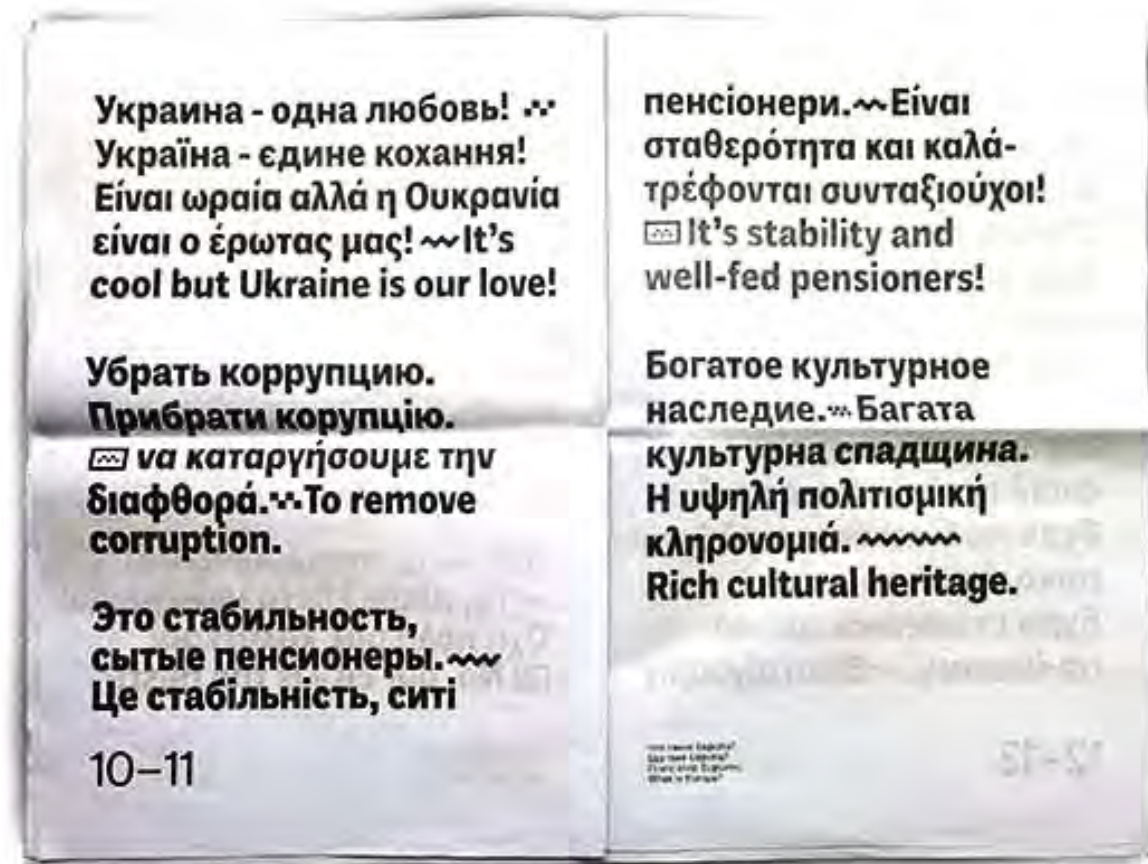 Украина - одна любовь!
Україна - єдине кохання!
Είναι ωραία αλλά η Ουκρανία
είναι ο έρωτας μας! It's
cool but Ukraine is our love!
Убрать коррупцию.
Прибрати корупцію.
να καταργήσουμε την
διαφθορά. To remove
corruption.
Это стабильность,
сытые пенсионеры.
Це стабільність, ситі
10–11
пенсіонери. Είναι
σταθερότητα και καλά-
τρέφονται συνταξιούχοι!
It's stability and
well-fed pensioners!
Богатое культурное
наследие. Багата
культурна спадщина.
Η υψηλή πολιτισμική
κληρονομιά.
Rich cultural heritage.
What is Europe?